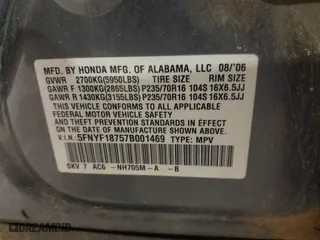 MFD. BY HONDA MFG. OF ALABAMA, LLC 08/'06
GVWR 2700KG(5950LBS) TIRE SIZE RIM SIZE
GAWR F 1300KG(2865LBS)P235/70R16 104S 16X6.5JJ
GAWR R 1430KG(3155LBS)P235/70R16 104S 16X6.5JJ
THIS VEHICLE CONFORMS TO ALL APPLICABLE
FEDERAL MOTOR VEHICLE SAFETY AND THEFT
PREVENTION STANDARDS IN EFFECT ON THE DATE
OF MANUFACTURE SHOWN ABOVE.
V.I.N.:5FNYF18757B001469 TYPE: MPV
SKV 7 AC6 -NH705M-A -B
DREAMBID